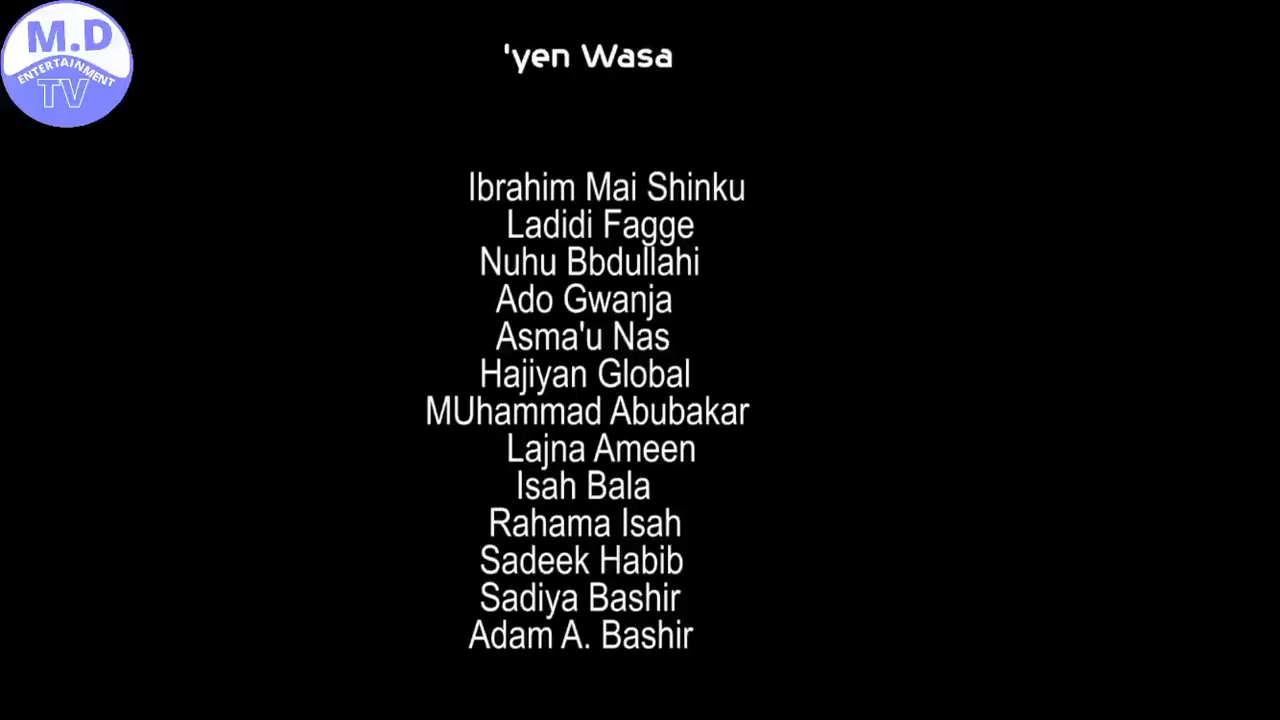 M.D
ENTERTAINMENT
TV
'yen Wasa
Ibrahim Mai Shinku
Ladidi Fagge
Nuhu Bbdullahi
Ado Gwanja
Asma'u Nas
Hajiyan Global
MUhammad Abubakar
Lajna Ameen
Isah Bala
Rahama Isah
Sadeek Habib
Sadiya Bashir
Adam A. Bashir